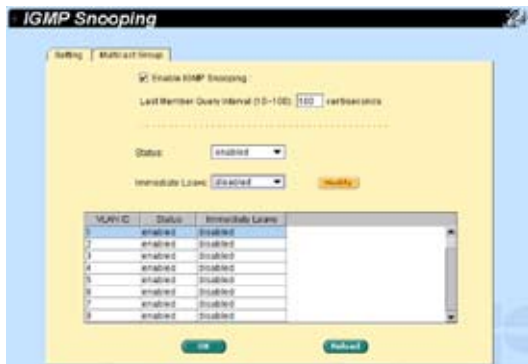 IGMP Snooping
Setting Multicast Group
Enable IGMP Snooping
Last Member Query Interval (10~100) 100 centiseconds
Status: enabled
Immediate Leave: disabled Modify
VLAN ID Status Immediate Leave
1 enabled disabled
2 enabled disabled
3 enabled disabled
4 enabled disabled
5 enabled disabled
6 enabled disabled
7 enabled disabled
8 enabled disabled
OK Reload